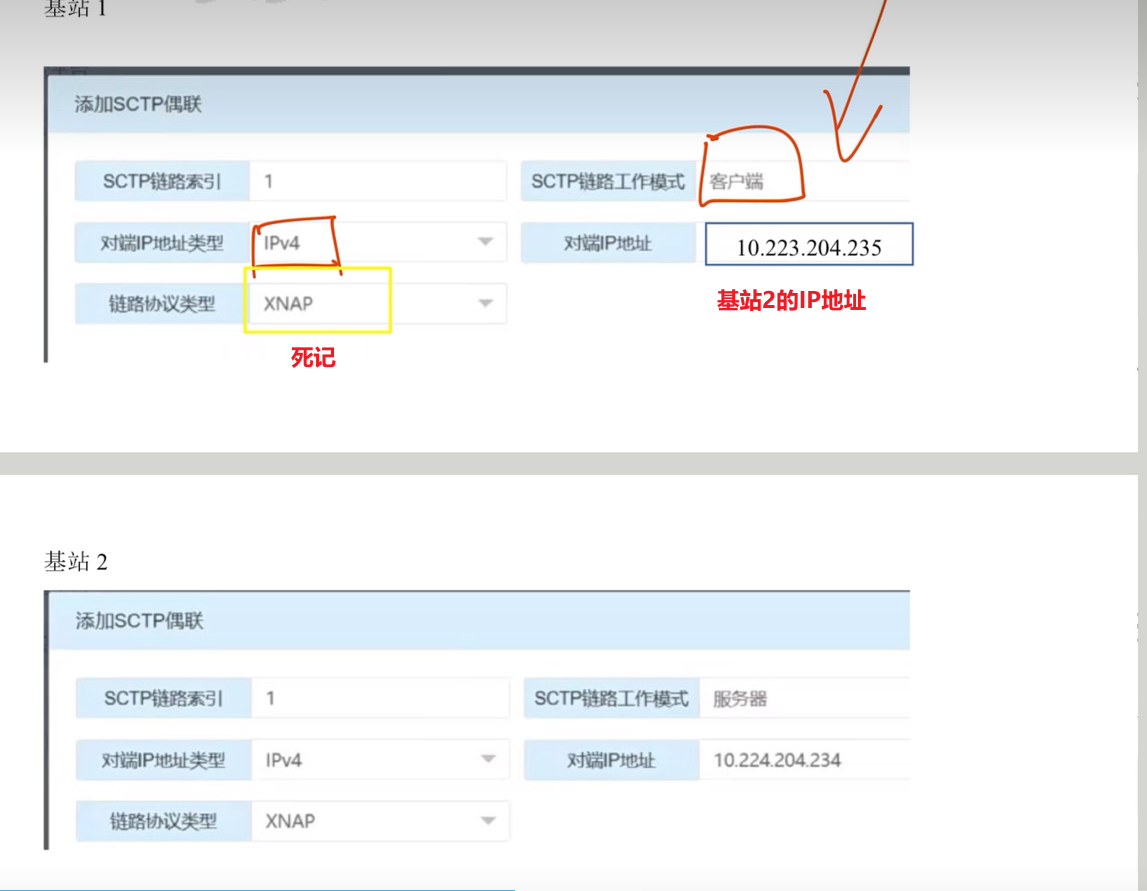 基站 1
添加SCTP偶联
SCTP链路索引 1 SCTP链路工作模式 客户端
对端IP地址类型 IPv4 对端IP地址 10.223.204.235
链路协议类型 XNAP 基站2的IP地址
死记
基站 2
添加SCTP偶联
SCTP链路索引 1 SCTP链路工作模式 服务器
对端IP地址类型 IPv4 对端IP地址 10.224.204.234
链路协议类型 XNAP